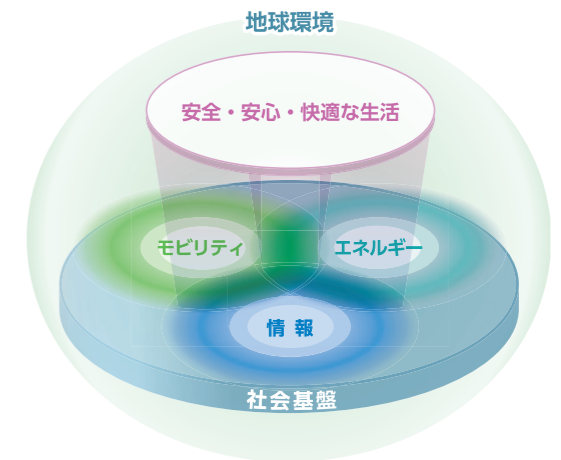 地球環境
安全・安心・快適な生活
モビリティ
エネルギー
情 報
社会基盤